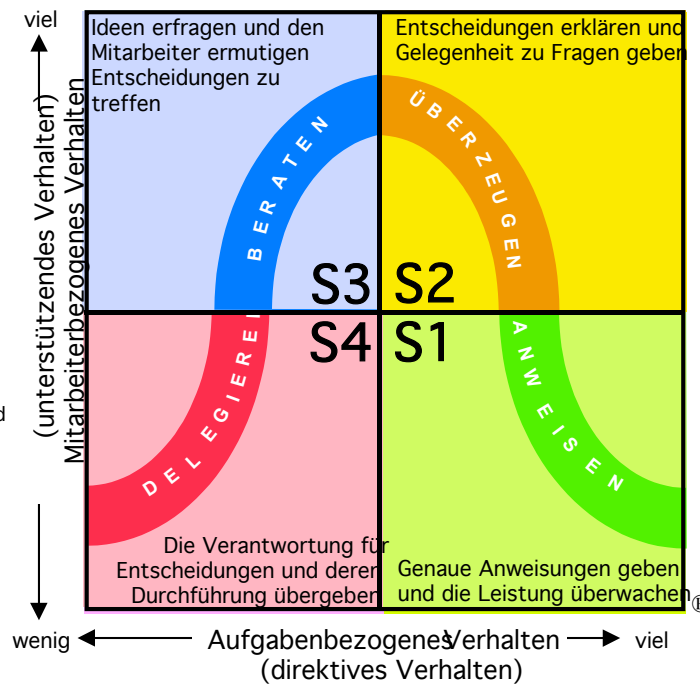 viel
Ideen erfragen und den
Mitarbeiter ermutigen
Entscheidungen zu
treffen
Entscheidungen erklären und
Gelegenheit zu Fragen geben
(unterstützendes Verhalten)
Mitarbeiterbezogenes Verhalten
BERATEN
ÜBERZEUGEN
S3
S2
S4
S1
DELEGIERE
ANWEISEN
d
Die Verantwortung für
Entscheidungen und deren
Durchführung übergeben
Genaue Anweisungen geben
und die Leistung überwachen
wenig
Aufgabenbezogenes Verhalten
viel
(direktives Verhalten)